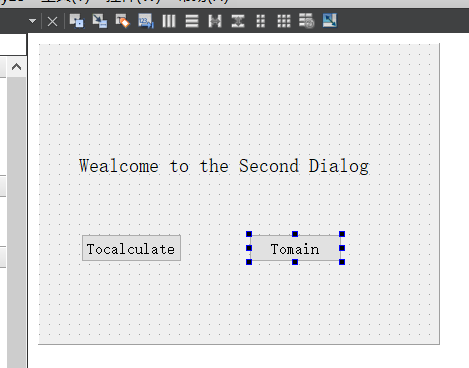 Wealcome to the Second Dialog
Tocalculate
Tomain